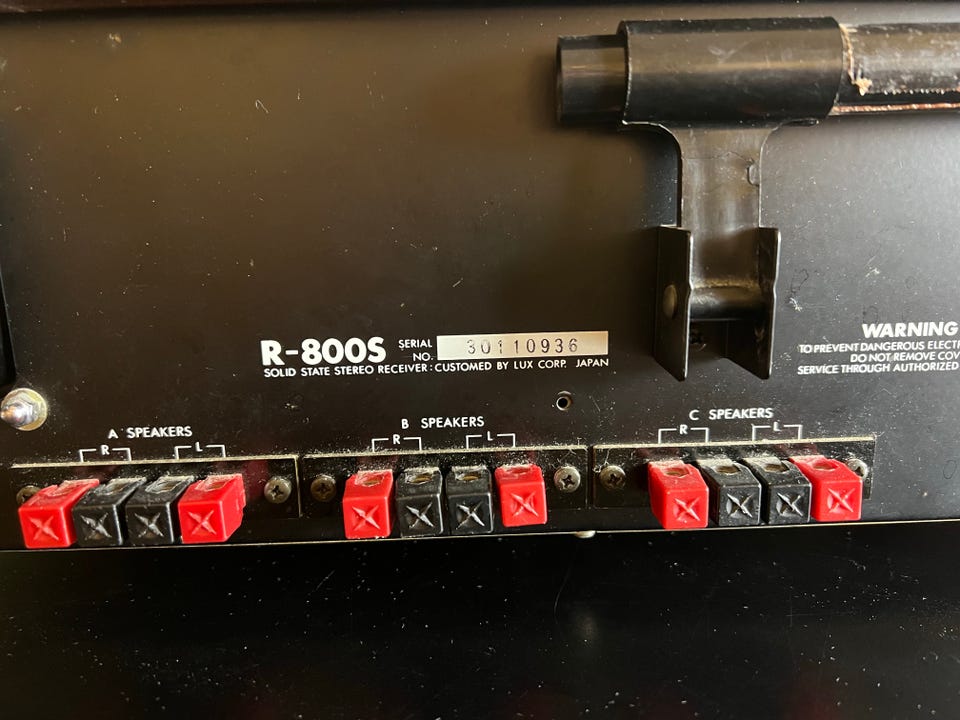 R-800S SERIAL NO. 30110936
SOLID STATE STEREO RECEIVER: CUSTOMED BY LUX CORP. JAPAN
WARNING
TO PREVENT DANGEROUS
DO NOT REMOVE
SERVICE THROUGH AUTHORIZED
A SPEAKERS
R L
B SPEAKERS
R L
C SPEAKERS
R L